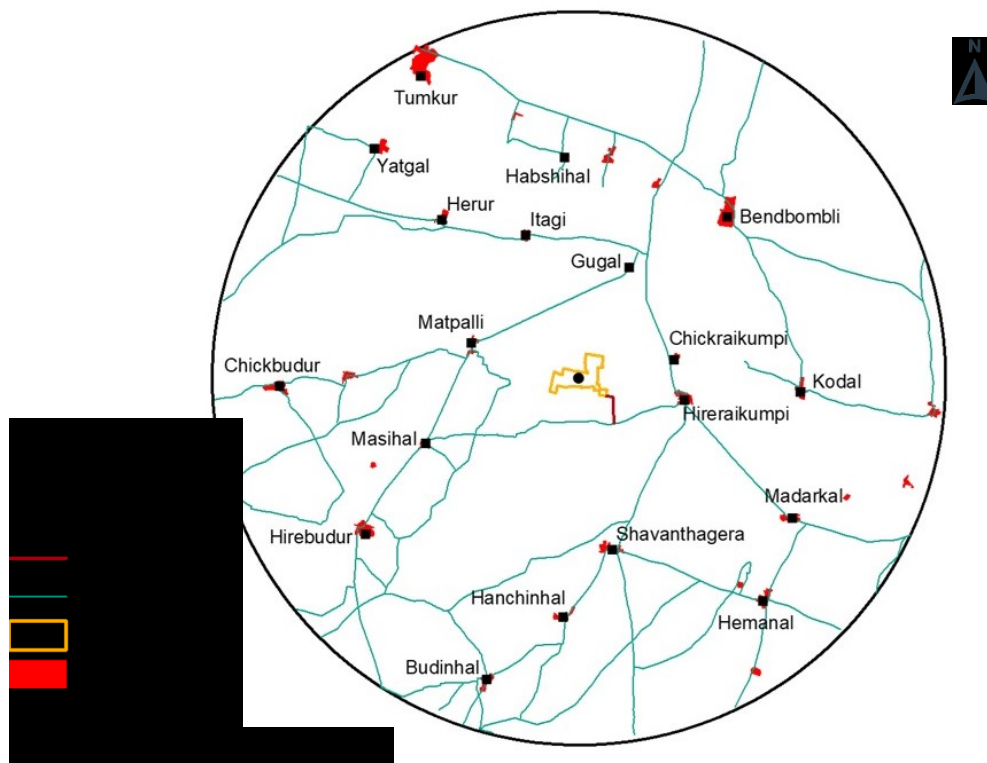 N
Tumkur
Yatgal
Habshihal
Herur
Itagi
Bendbombli
Gugal
Matpalli
Chickraikumpi
Chickbudur
Kodal
Hireraikumpi
Masihal
Madarkal
Hirebudur
Shavanthagera
Hanchinhal
Hemanal
Budinhal